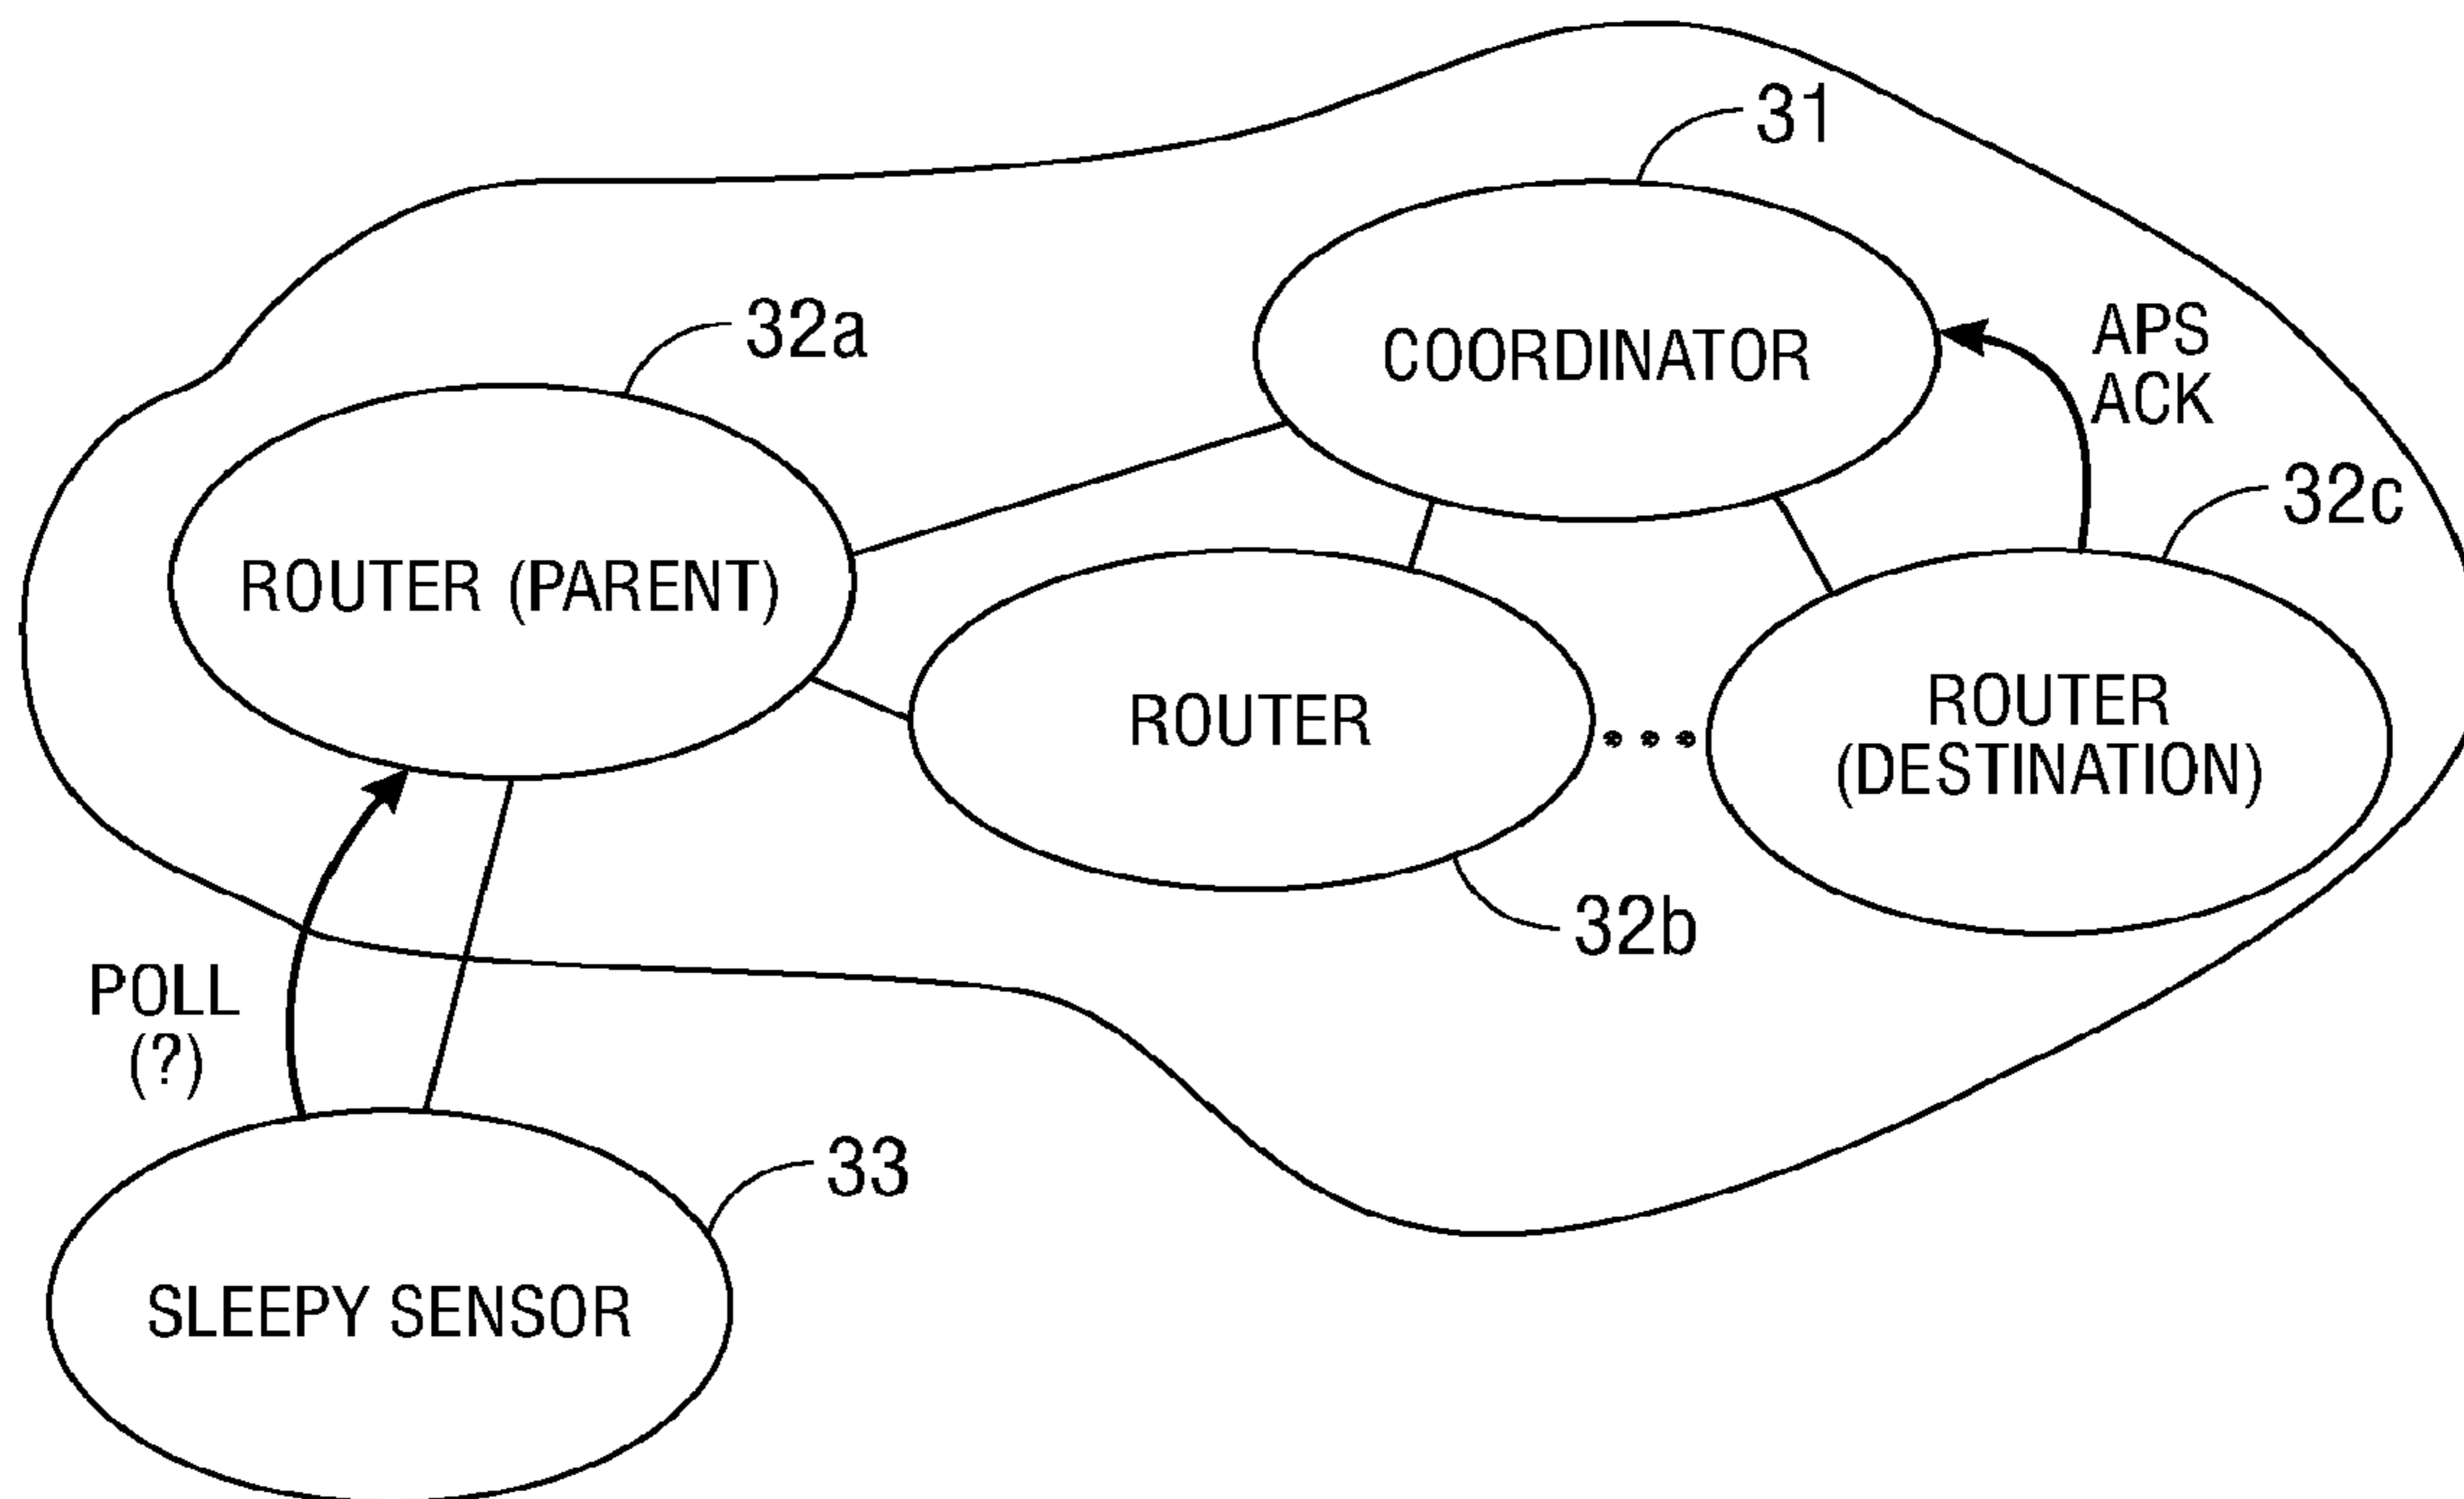 31
COORDINATOR
APS
ACK
32a
ROUTER (PARENT)
32c
ROUTER
ROUTER
(DESTINATION)
32b
POLL
(?)
33
SLEEPY SENSOR